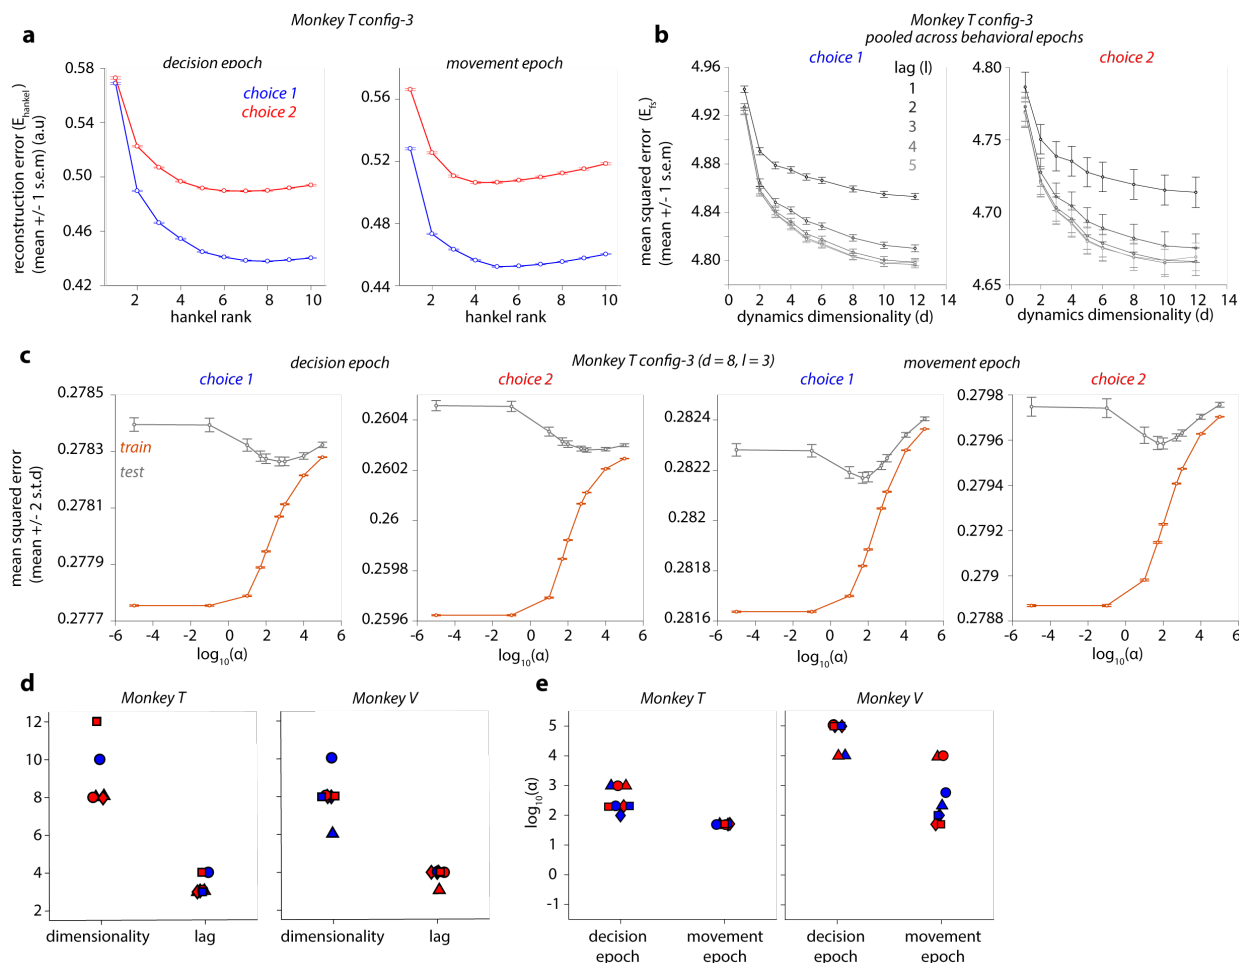 Monkey T config-3
a
decision epoch
movement epoch
choice 1
choice 2
reconstruction error (E_hankel) (a.u)
(mean +/- 1 s.e.m)
0.58
0.54
0.50
0.46
0.42
2
4
6
8
10
hankel rank
0.56
0.52
0.48
0.44
2
4
6
8
10
hankel rank
Monkey T config-3
pooled across behavioral epochs
b
choice 1
choice 2
lag (l)
1
2
3
4
5
mean squared error (E_fs)
(mean +/- 1 s.e.m)
4.96
4.92
4.88
4.84
4.80
0
2
4
6
8
10
12
14
dynamics dimensionality (d)
4.80
4.75
4.70
4.65
0
2
4
6
8
10
12
14
dynamics dimensionality (d)
c
decision epoch
Monkey T config-3 (d = 8, l = 3)
movement epoch
choice 1
choice 2
choice 1
choice 2
train
test
mean squared error
(mean +/- 2 s.t.d)
0.2785
0.2783
0.2781
0.2779
0.2777
-6
-4
-2
0
2
4
6
log10(α)
0.2604
0.2602
0.26
0.2598
0.2596
-6
-4
-2
0
2
4
6
log10(α)
0.2824
0.2822
0.282
0.2818
0.2816
-6
-4
-2
0
2
4
6
log10(α)
0.2798
0.2796
0.2794
0.2792
0.279
0.2788
-6
-4
-2
0
2
4
6
log10(α)
d
Monkey T
Monkey V
12
10
8
6
4
2
dimensionality
lag
dimensionality
lag
e
Monkey T
Monkey V
log10(α)
5
4
3
2
1
0
-1
decision
epoch
movement
epoch
decision
epoch
movement
epoch